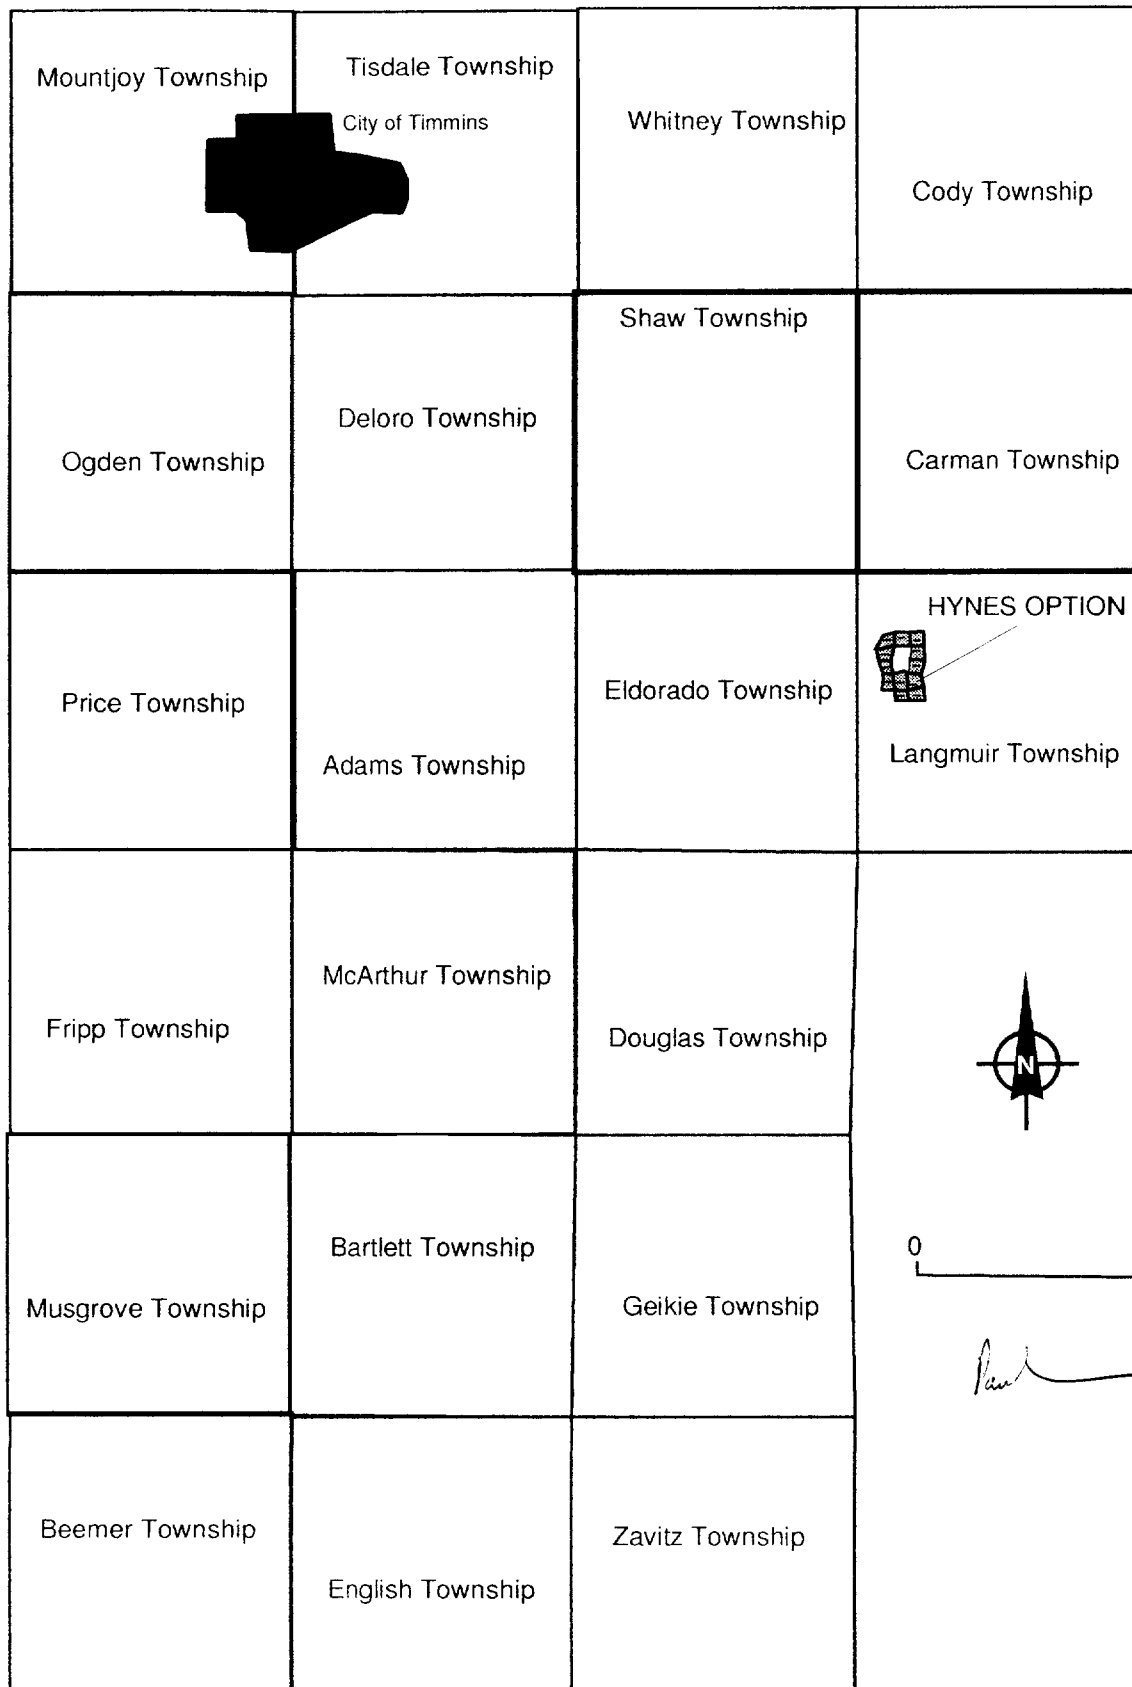 Mountjoy Township
Tisdale Township
City of Timmins
Whitney Township
Cody Township
Shaw Township
Deloro Township
Ogden Township
Carman Township
HYNES OPTION
Price Township
Eldorado Township
Adams Township
Langmuir Township
McArthur Township
Fripp Township
Douglas Township
N
Bartlett Township
0
Musgrove Township
Geikie Township
Paul
Beemer Township
Zavitz Township
English Township